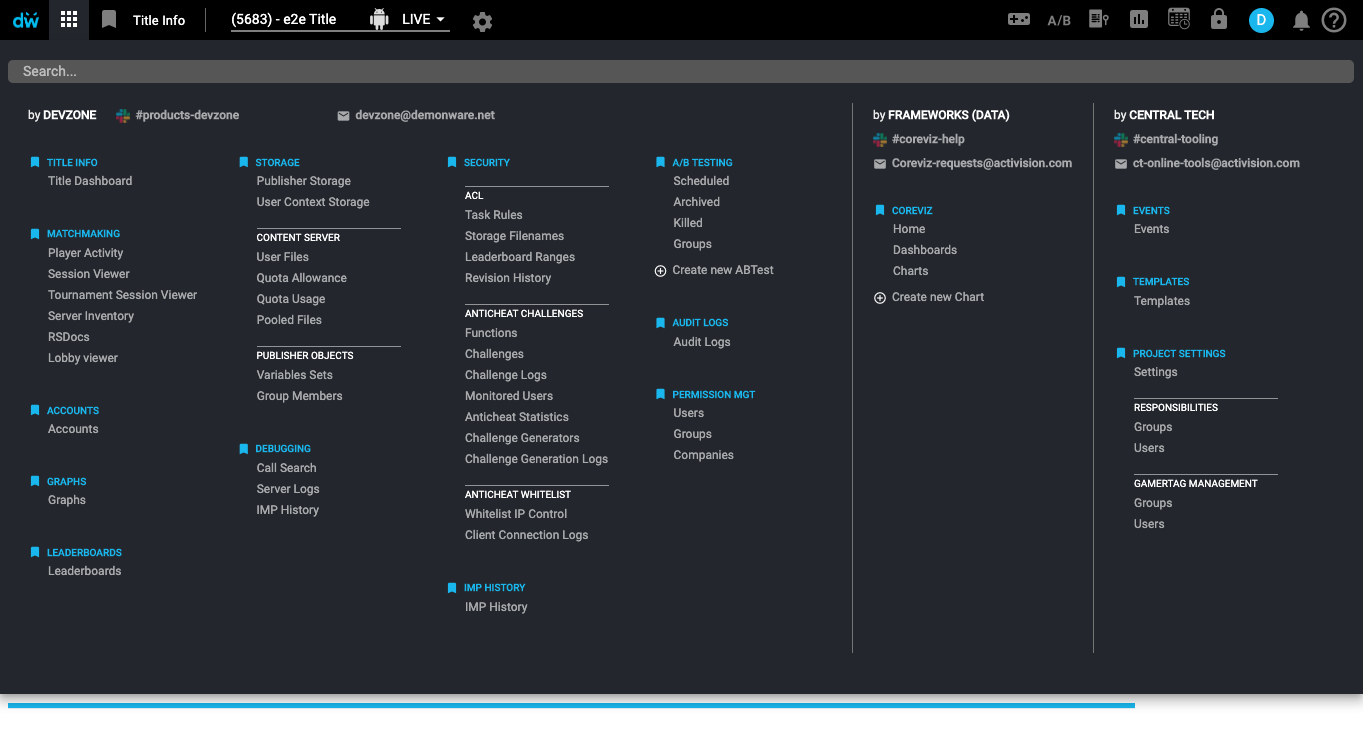 dw
Title Info
(5683) - e2e Title
LIVE
A/B
D
Search...
by DEVZONE
#products-devzone
devzone@demonware.net
TITLE INFO
Title Dashboard
MATCHMAKING
Player Activity
Session Viewer
Tournament Session Viewer
Server Inventory
RSDocs
Lobby viewer
ACCOUNTS
Accounts
GRAPHS
Graphs
LEADERBOARDS
Leaderboards
STORAGE
Publisher Storage
User Context Storage
CONTENT SERVER
User Files
Quota Allowance
Quota Usage
Pooled Files
PUBLISHER OBJECTS
Variables Sets
Group Members
DEBUGGING
Call Search
Server Logs
IMP History
SECURITY
ACL
Task Rules
Storage Filenames
Leaderboard Ranges
Revision History
ANTICHEAT CHALLENGES
Functions
Challenges
Challenge Logs
Monitored Users
Anticheat Statistics
Challenge Generators
Challenge Generation Logs
ANTICHEAT WHITELIST
Whitelist IP Control
Client Connection Logs
IMP HISTORY
IMP History
A/B TESTING
Scheduled
Archived
Killed
Groups
Create new ABTest
AUDIT LOGS
Audit Logs
PERMISSION MGT
Users
Groups
Companies
by FRAMEWORKS (DATA)
#coreviz-help
Coreviz-requests@activision.com
COREVIZ
Home
Dashboards
Charts
Create new Chart
by CENTRAL TECH
#central-tooling
ct-online-tools@activision.com
EVENTS
Events
TEMPLATES
Templates
PROJECT SETTINGS
Settings
RESPONSIBILITIES
Groups
Users
GAMERTAG MANAGEMENT
Groups
Users